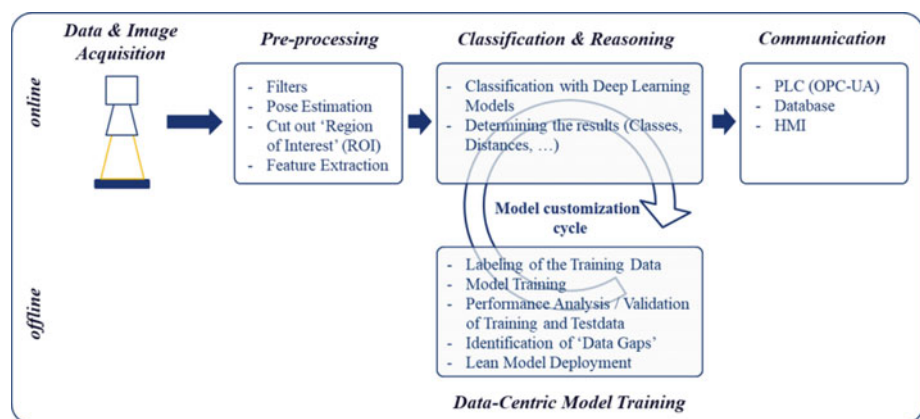 Data & Image
Acquisition
Pre-processing
Classification & Reasoning
Communication
online
- Filters
- Pose Estimation
- Cut out ‘Region
of Interest’ (ROI)
- Feature Extraction
- Classification with Deep Learning
Models
- Determining the results (Classes,
Distances, …)
- PLC (OPC-UA)
- Database
- HMI
Model customization
cycle
offline
- Labeling of the Training Data
- Model Training
- Performance Analysis / Validation
of Training and Testdata
- Identification of ‘Data Gaps’
- Lean Model Deployment
Data-Centric Model Training